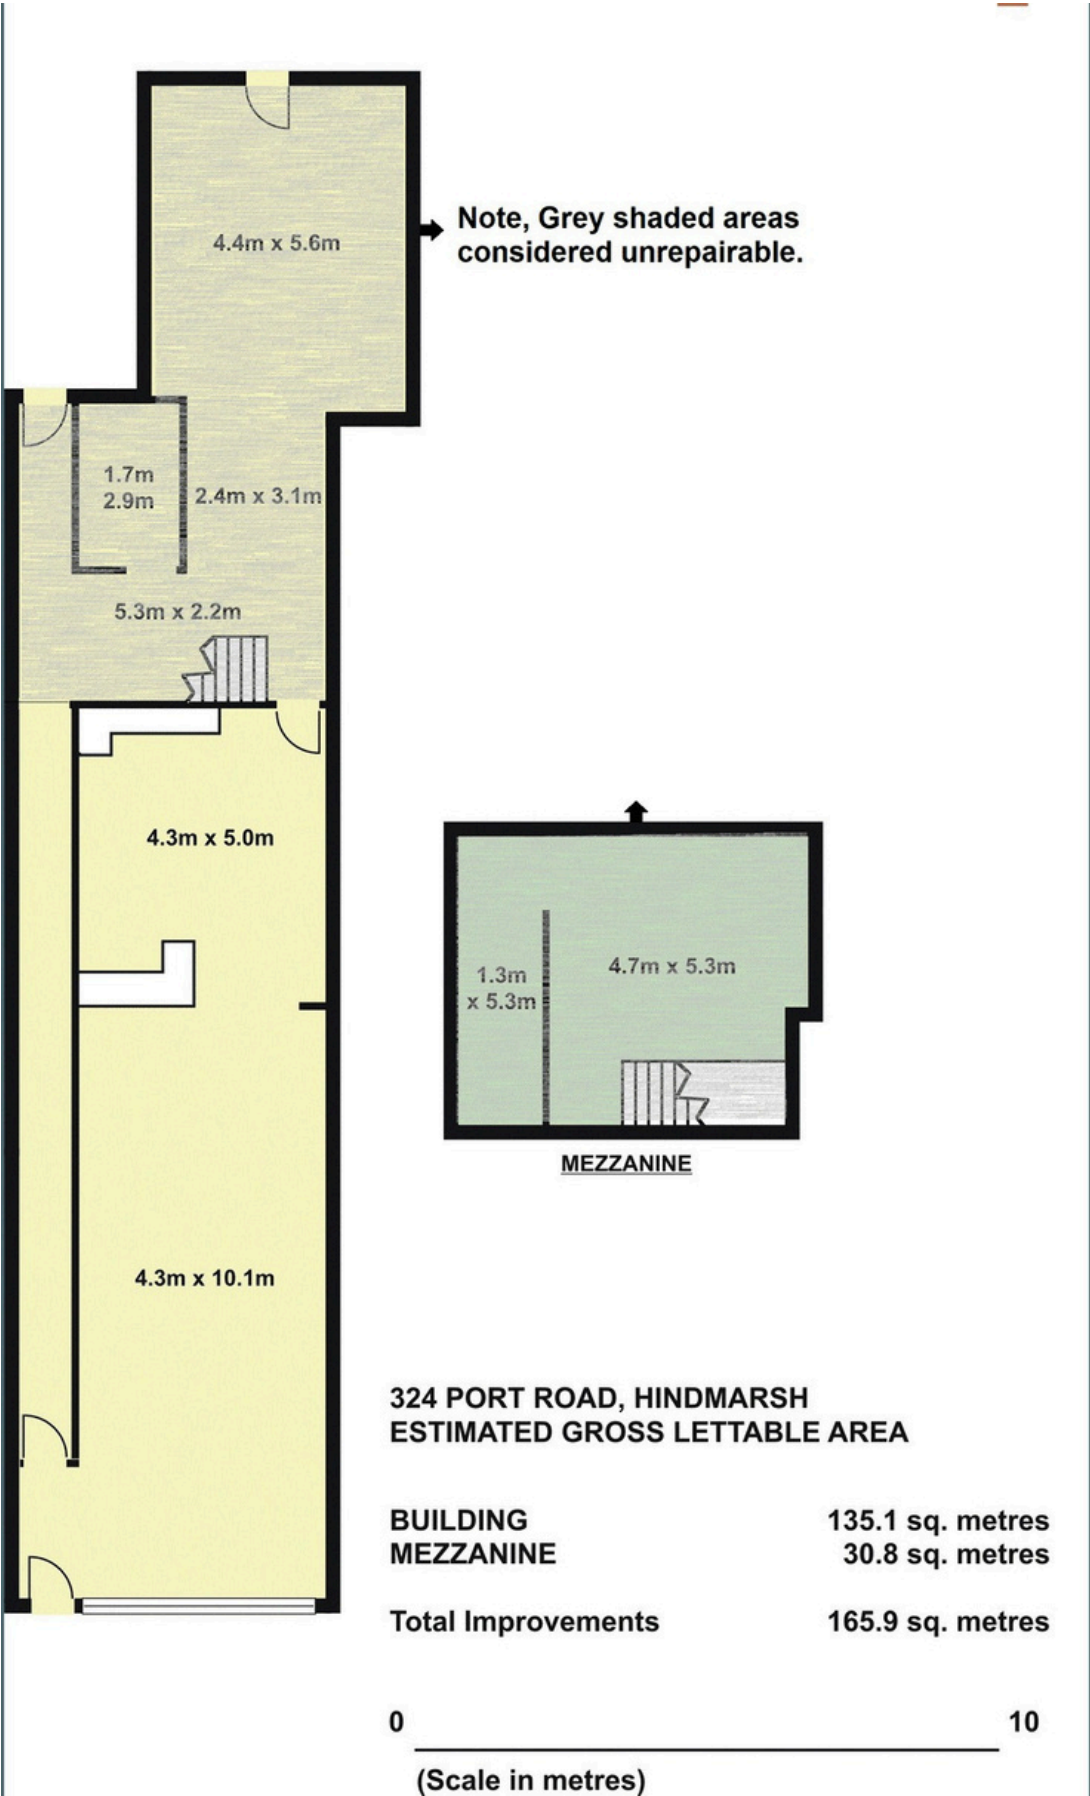 Note, Grey shaded areas
considered unrepairable.
4.4m x 5.6m
1.7m
2.9m
2.4m x 3.1m
5.3m x 2.2m
4.3m x 5.0m
1.3m
x 5.3m
4.7m x 5.3m
MEZZANINE
4.3m x 10.1m
324 PORT ROAD, HINDMARSH
ESTIMATED GROSS LETTABLE AREA
BUILDING 135.1 sq. metres
MEZZANINE 30.8 sq. metres
Total Improvements 165.9 sq. metres
0 10
(Scale in metres)